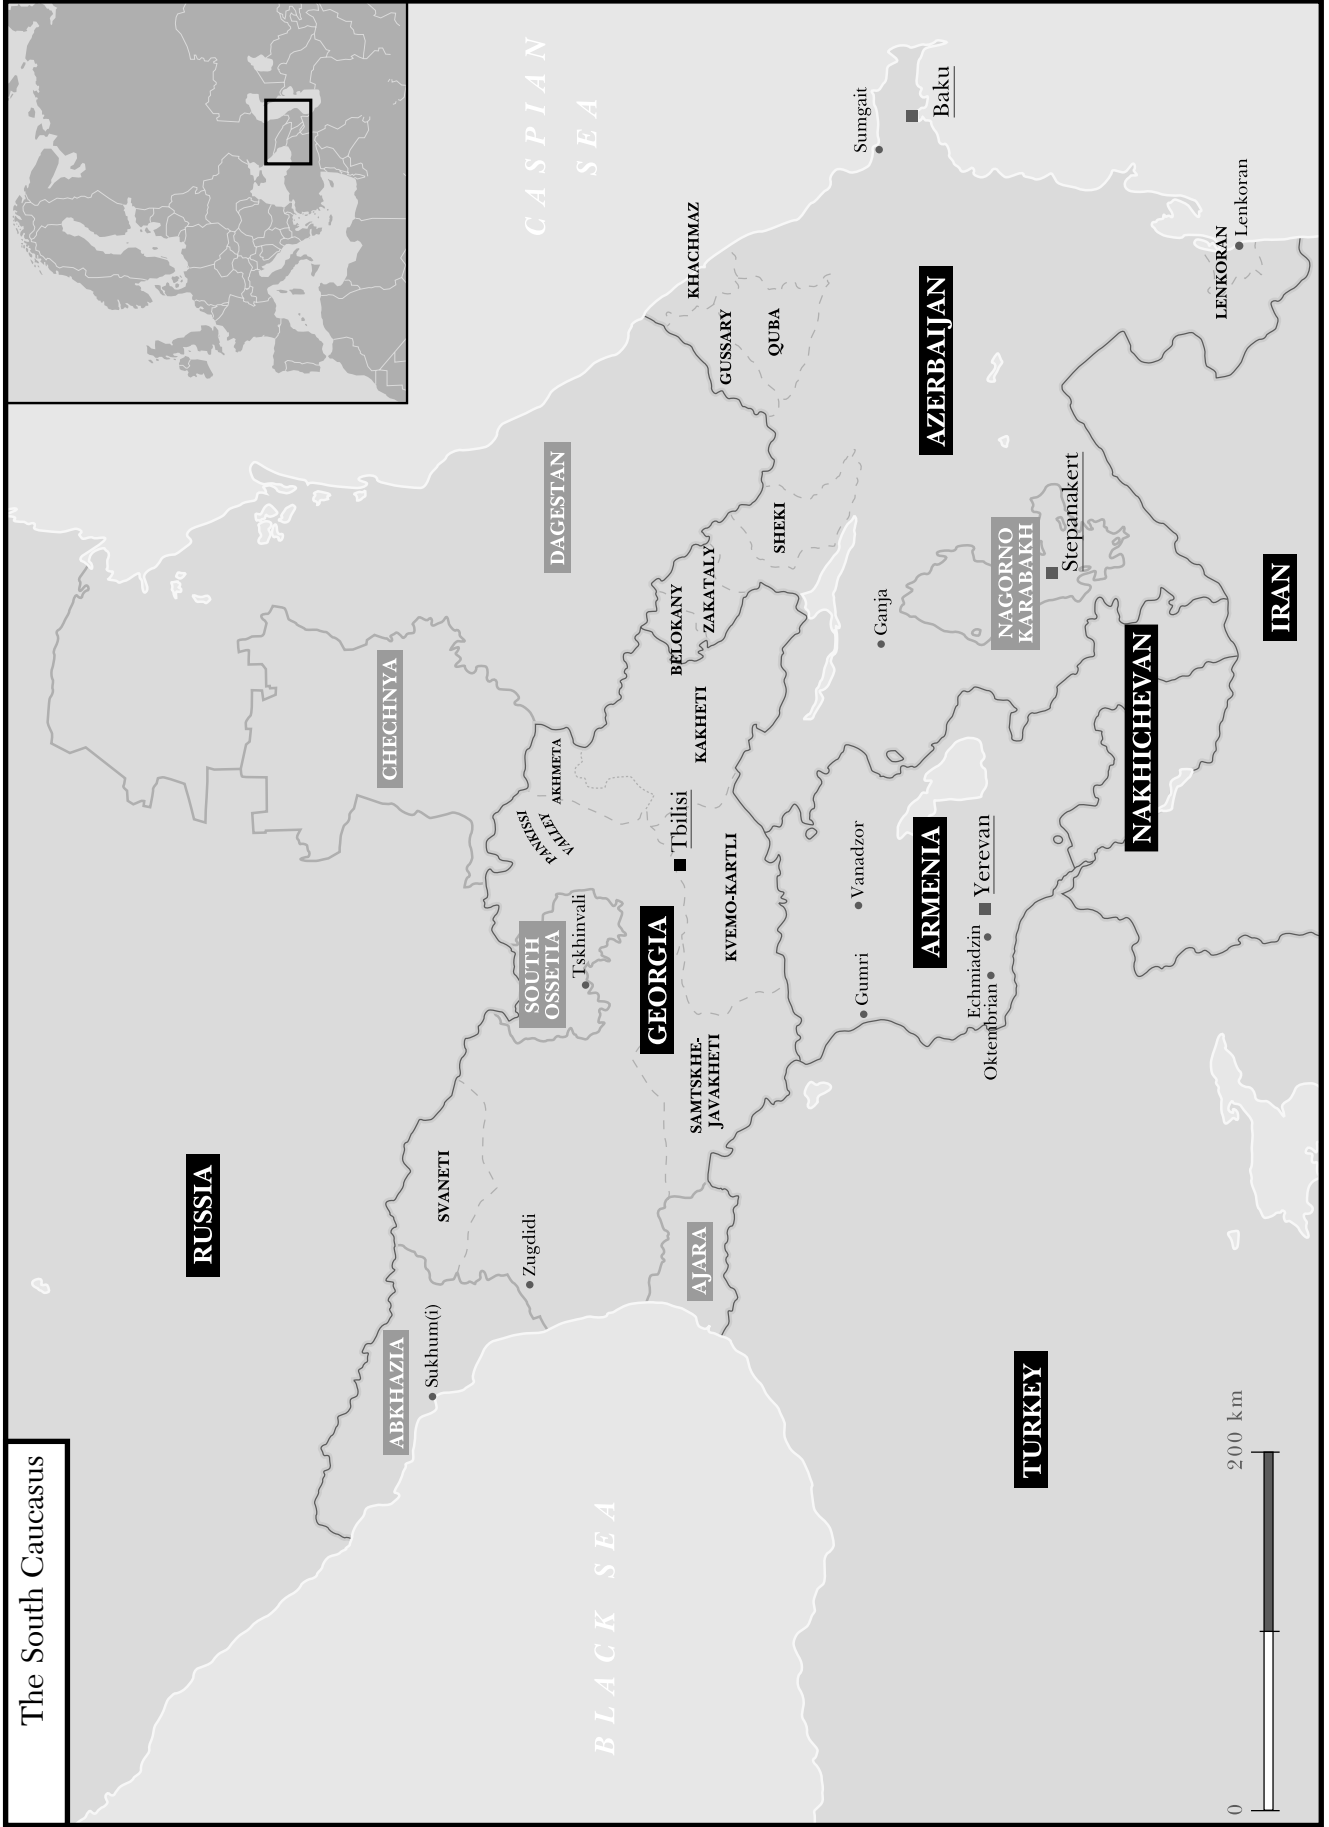 The South Caucasus
RUSSIA
CHECHNYA
DAGESTAN
CASPIAN
SEA
ABKHAZIA
Sukhum(i)
SVANETI
Zugdidi
SOUTH
OSSETIA
Tskhinvali
PANKISSI
VALLEY
AKHMETA
BLACK SEA
GEORGIA
Tbilisi
KAKHETI
BELOKANY
ZAKATALY
SHEKI
GUSSARY
QUBA
KHACHMAZ
AJARA
SAMTSKHE-
JAVAKHETI
KVEMO-KARTLI
Gumri
Vanadzor
Ganja
Sumgait
Baku
ARMENIA
AZERBAIJAN
Echmiadzin
Oktembrian
Yerevan
NAGORNO
KARABAKH
Stepanakert
TURKEY
NAKHICHEVAN
LENKORAN
Lenkoran
IRAN
0
200 km